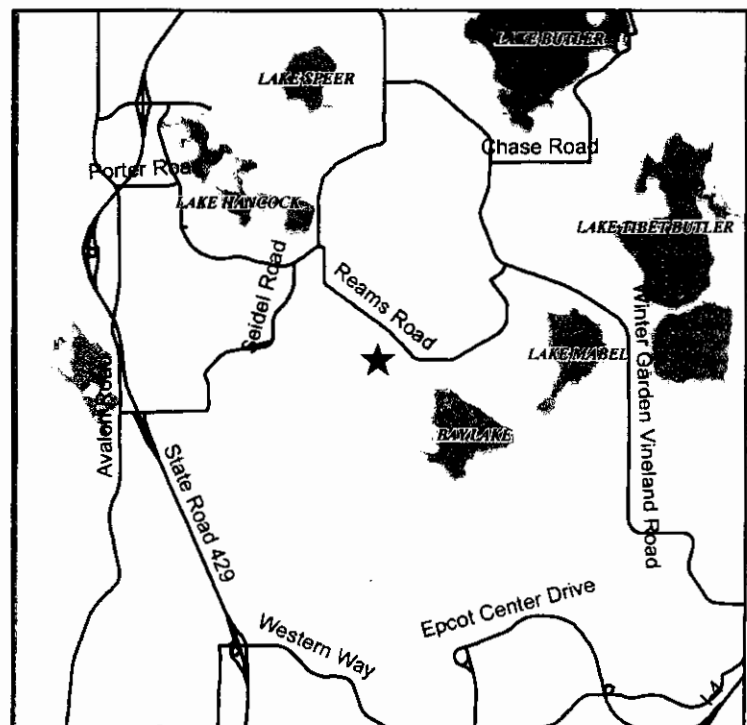 LAKE BUTLER
LAKE SPEER
Chase Road
Porter Road
LAKE HANCOCK
LAKE TIBET BUTLER
Seidel Road
Reams Road
Winter Garden Vineland Road
LAKE MABEL
Avalon Road
BAY LAKE
State Road 429
Epcot Center Drive
Western Way
I-4